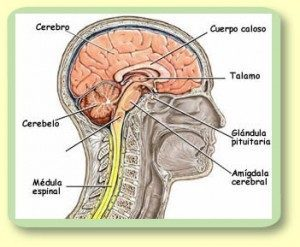 Cerebro
Cuerpo caloso
Talamo
Cerebelo
Glándula
pituitaria
Médula
espinal
Amígdala
cerebral